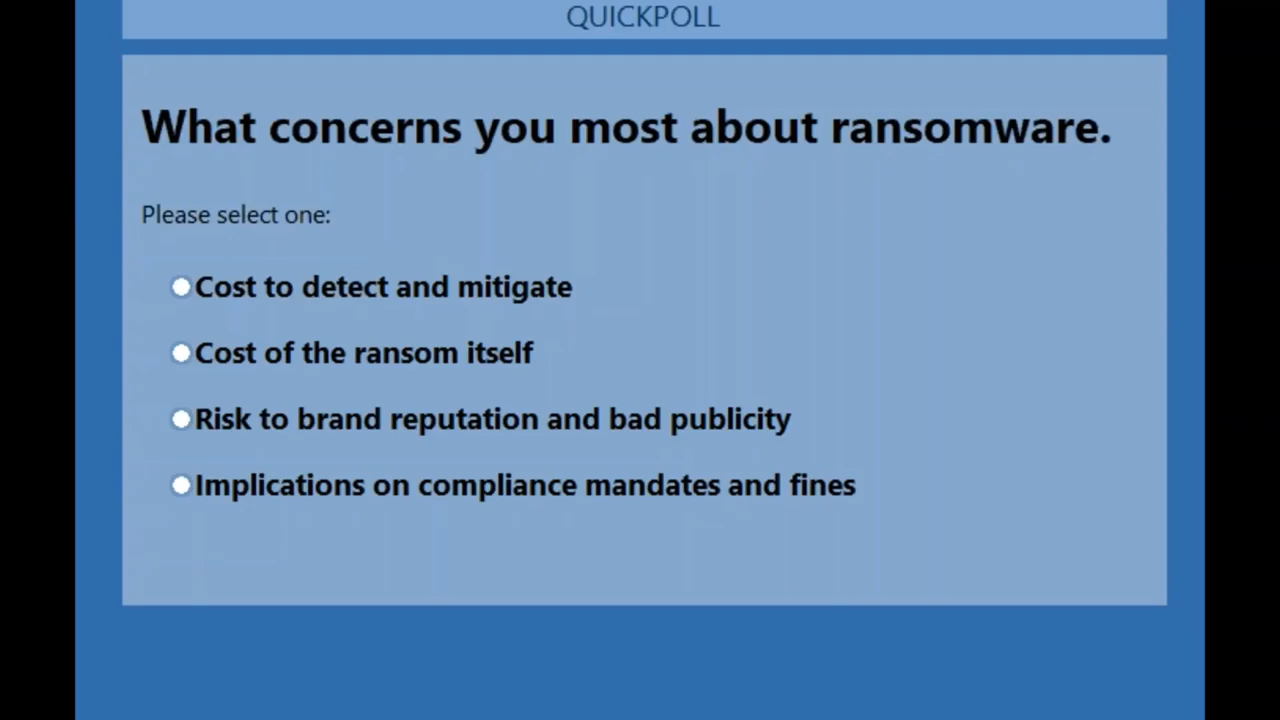 QUICKPOLL
What concerns you most about ransomware.
Please select one:
Cost to detect and mitigate
Cost of the ransom itself
Risk to brand reputation and bad publicity
Implications on compliance mandates and fines